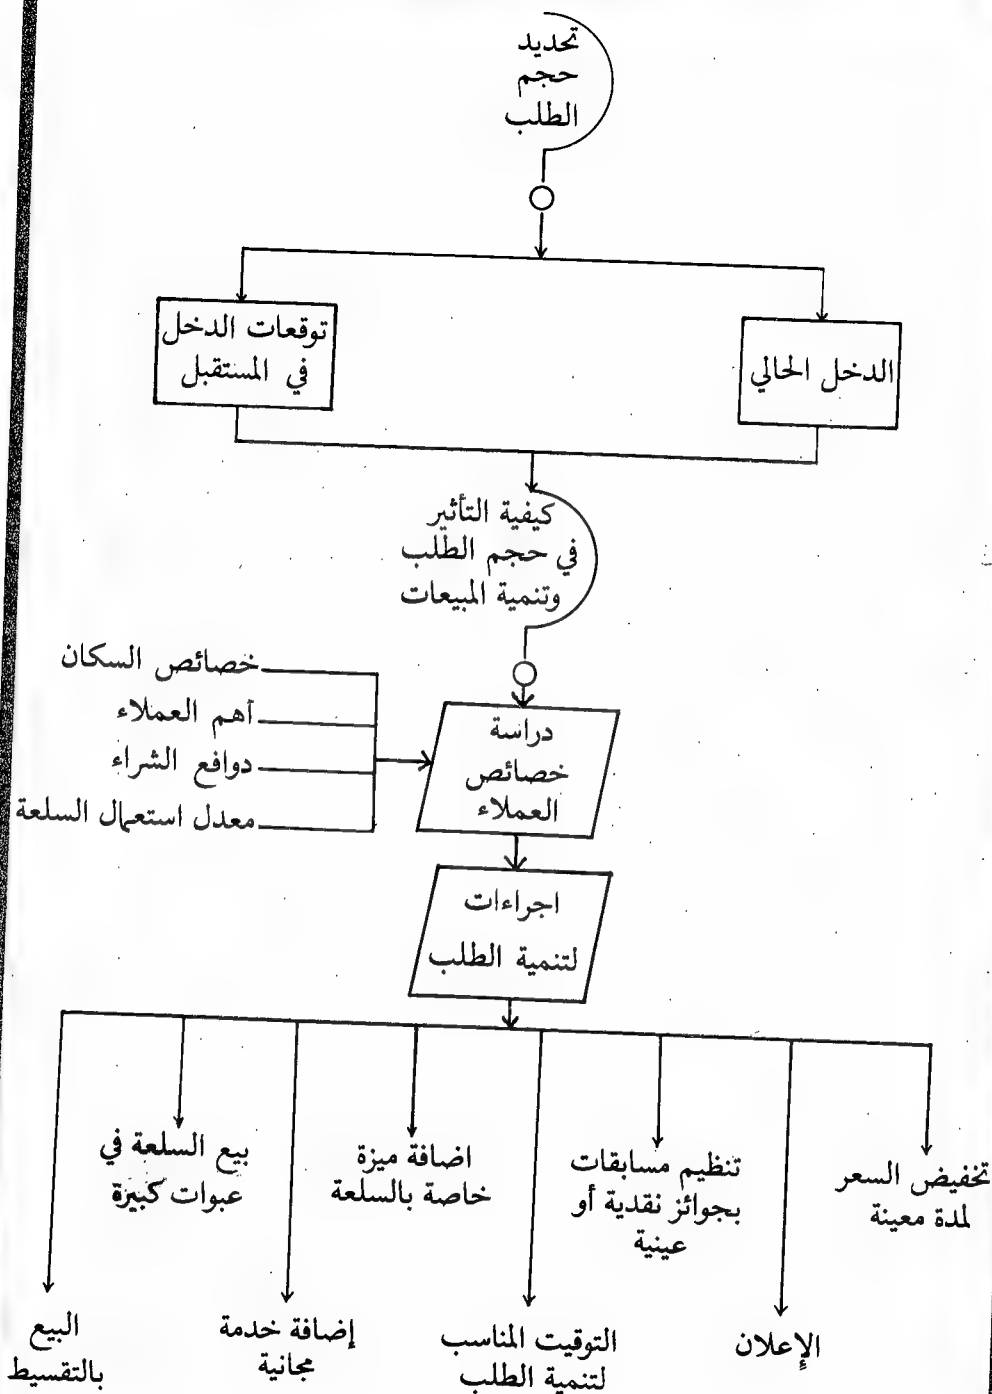 تحديد
حجم
الطلب
الدخل الحالي
توقعات الدخل
في المستقبل
كيفية التأثير
في حجم الطلب
وتنمية المبيعات
خصائص السكان
أهم العملاء
دوافع الشراء
معدل استعمال السلعة
دراسة
خصائص
العملاء
اجراءات
لتنمية الطلب
تخفيض السعر
لمدة معينة
الإعلان
تنظيم مسابقات
بجوائز نقدية أو
عينية
التوقيت المناسب
لتنمية الطلب
اضافة ميزة
خاصة بالسلعة
إضافة خدمة
مجانية
بيع السلعة في
عبوات كبيرة
البيع
بالتقسيط